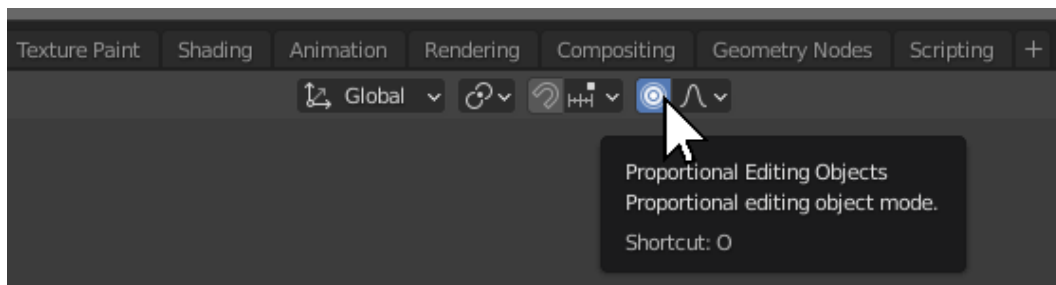 Texture Paint Shading Animation Rendering Compositing Geometry Nodes Scripting +
Global
Proportional Editing Objects
Proportional editing object mode.
Shortcut: O